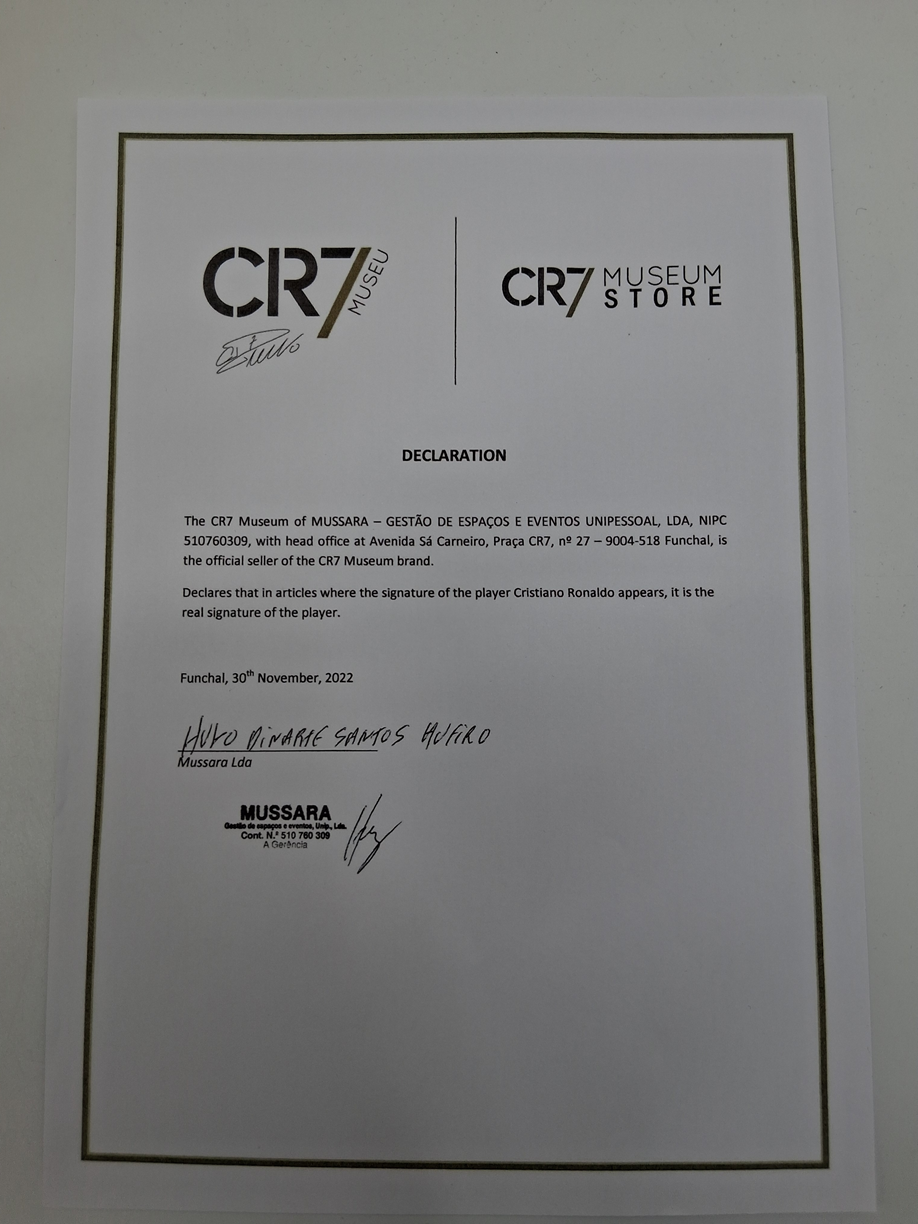 CR7 MUSEU
CR7 MUSEUM
STORE
DECLARATION
The CR7 Museum of MUSSARA – GESTÃO DE ESPAÇOS E EVENTOS UNIPESSOAL, LDA, NIPC
510760309, with head office at Avenida Sá Carneiro, Praça CR7, nº 27 – 9004-518 Funchal, is
the official seller of the CR7 Museum brand.
Declares that in articles where the signature of the player Cristiano Ronaldo appears, it is the
real signature of the player.
Funchal, 30th November, 2022
DINARTE SANTOS
Mussara Lda
MUSSARA
Gestão de espaços e eventos, Unip., Lda.
Cont. N.º 510 760 309
A Gerência